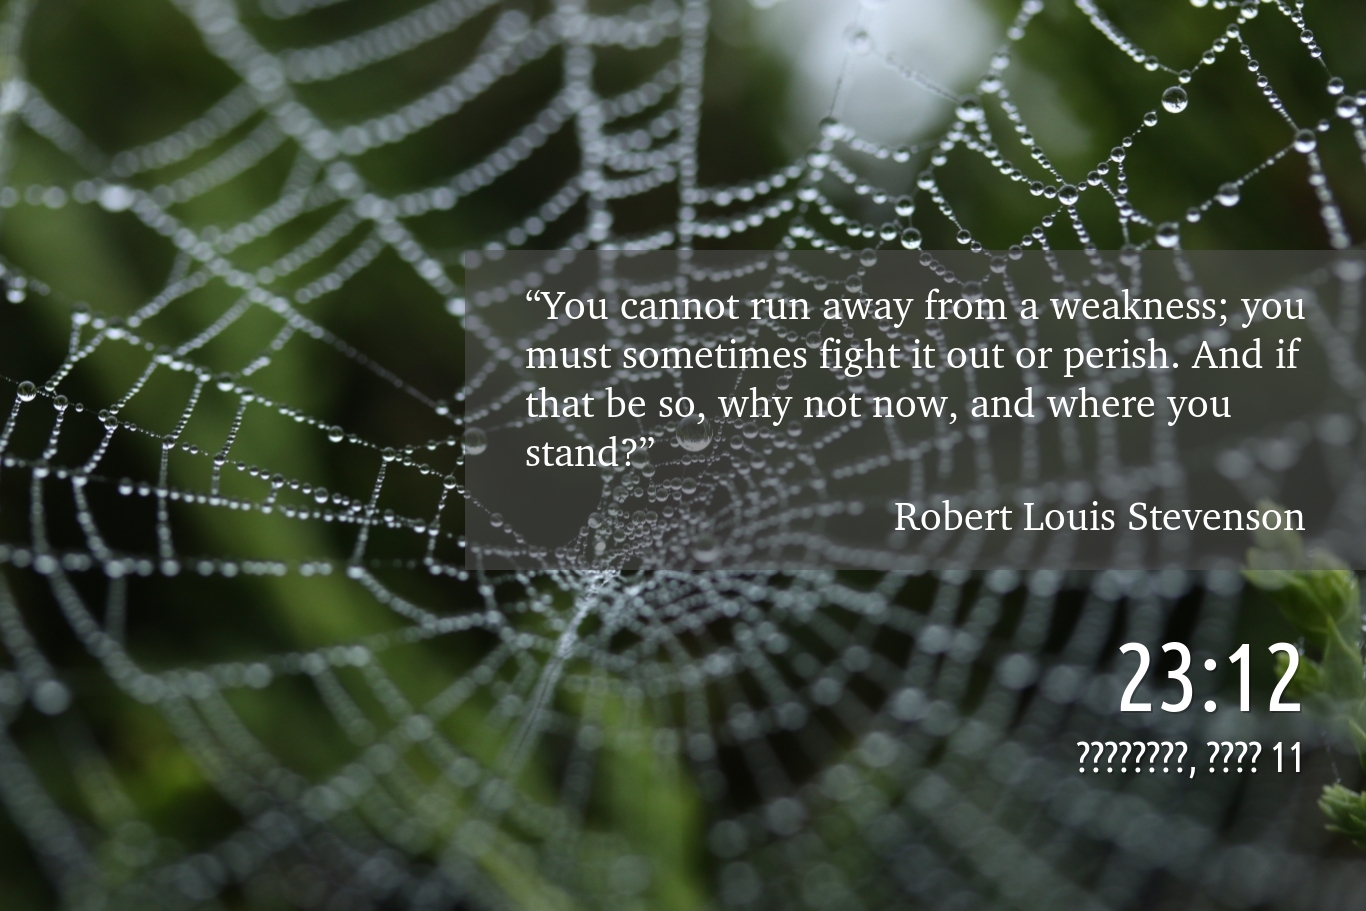 “You cannot run away from a weakness; you
must sometimes fight it out or perish. And if
that be so, why not now, and where you
stand?”
Robert Louis Stevenson
23:12
????????, ???? 11